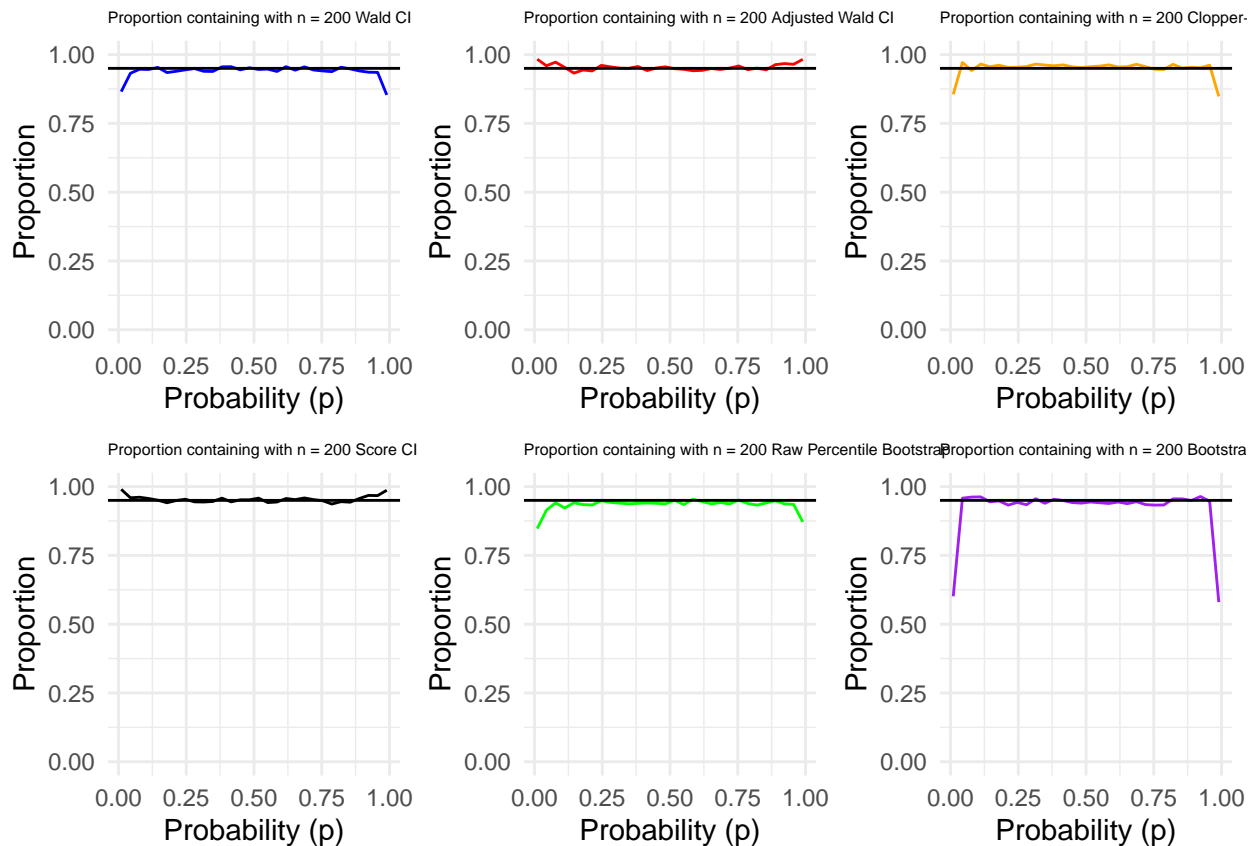 Proportion containing with n = 200 Wald CI
1.00
0.75
0.50
0.25
0.00
Proportion
0.00 0.25 0.50 0.75 1.00
Probability (p)
Proportion containing with n = 200 Adjusted Wald CI
1.00
0.75
0.50
0.25
0.00
Proportion
0.00 0.25 0.50 0.75 1.00
Probability (p)
Proportion containing with n = 200 Clopper-
1.00
0.75
0.50
0.25
0.00
Proportion
0.00 0.25 0.50 0.75 1.00
Probability (p)
Proportion containing with n = 200 Score CI
1.00
0.75
0.50
0.25
0.00
Proportion
0.00 0.25 0.50 0.75 1.00
Probability (p)
Proportion containing with n = 200 Raw Percentile Bootstrap
1.00
0.75
0.50
0.25
0.00
Proportion
0.00 0.25 0.50 0.75 1.00
Probability (p)
Proportion containing with n = 200 Bootstra
1.00
0.75
0.50
0.25
0.00
Proportion
0.00 0.25 0.50 0.75 1.00
Probability (p)